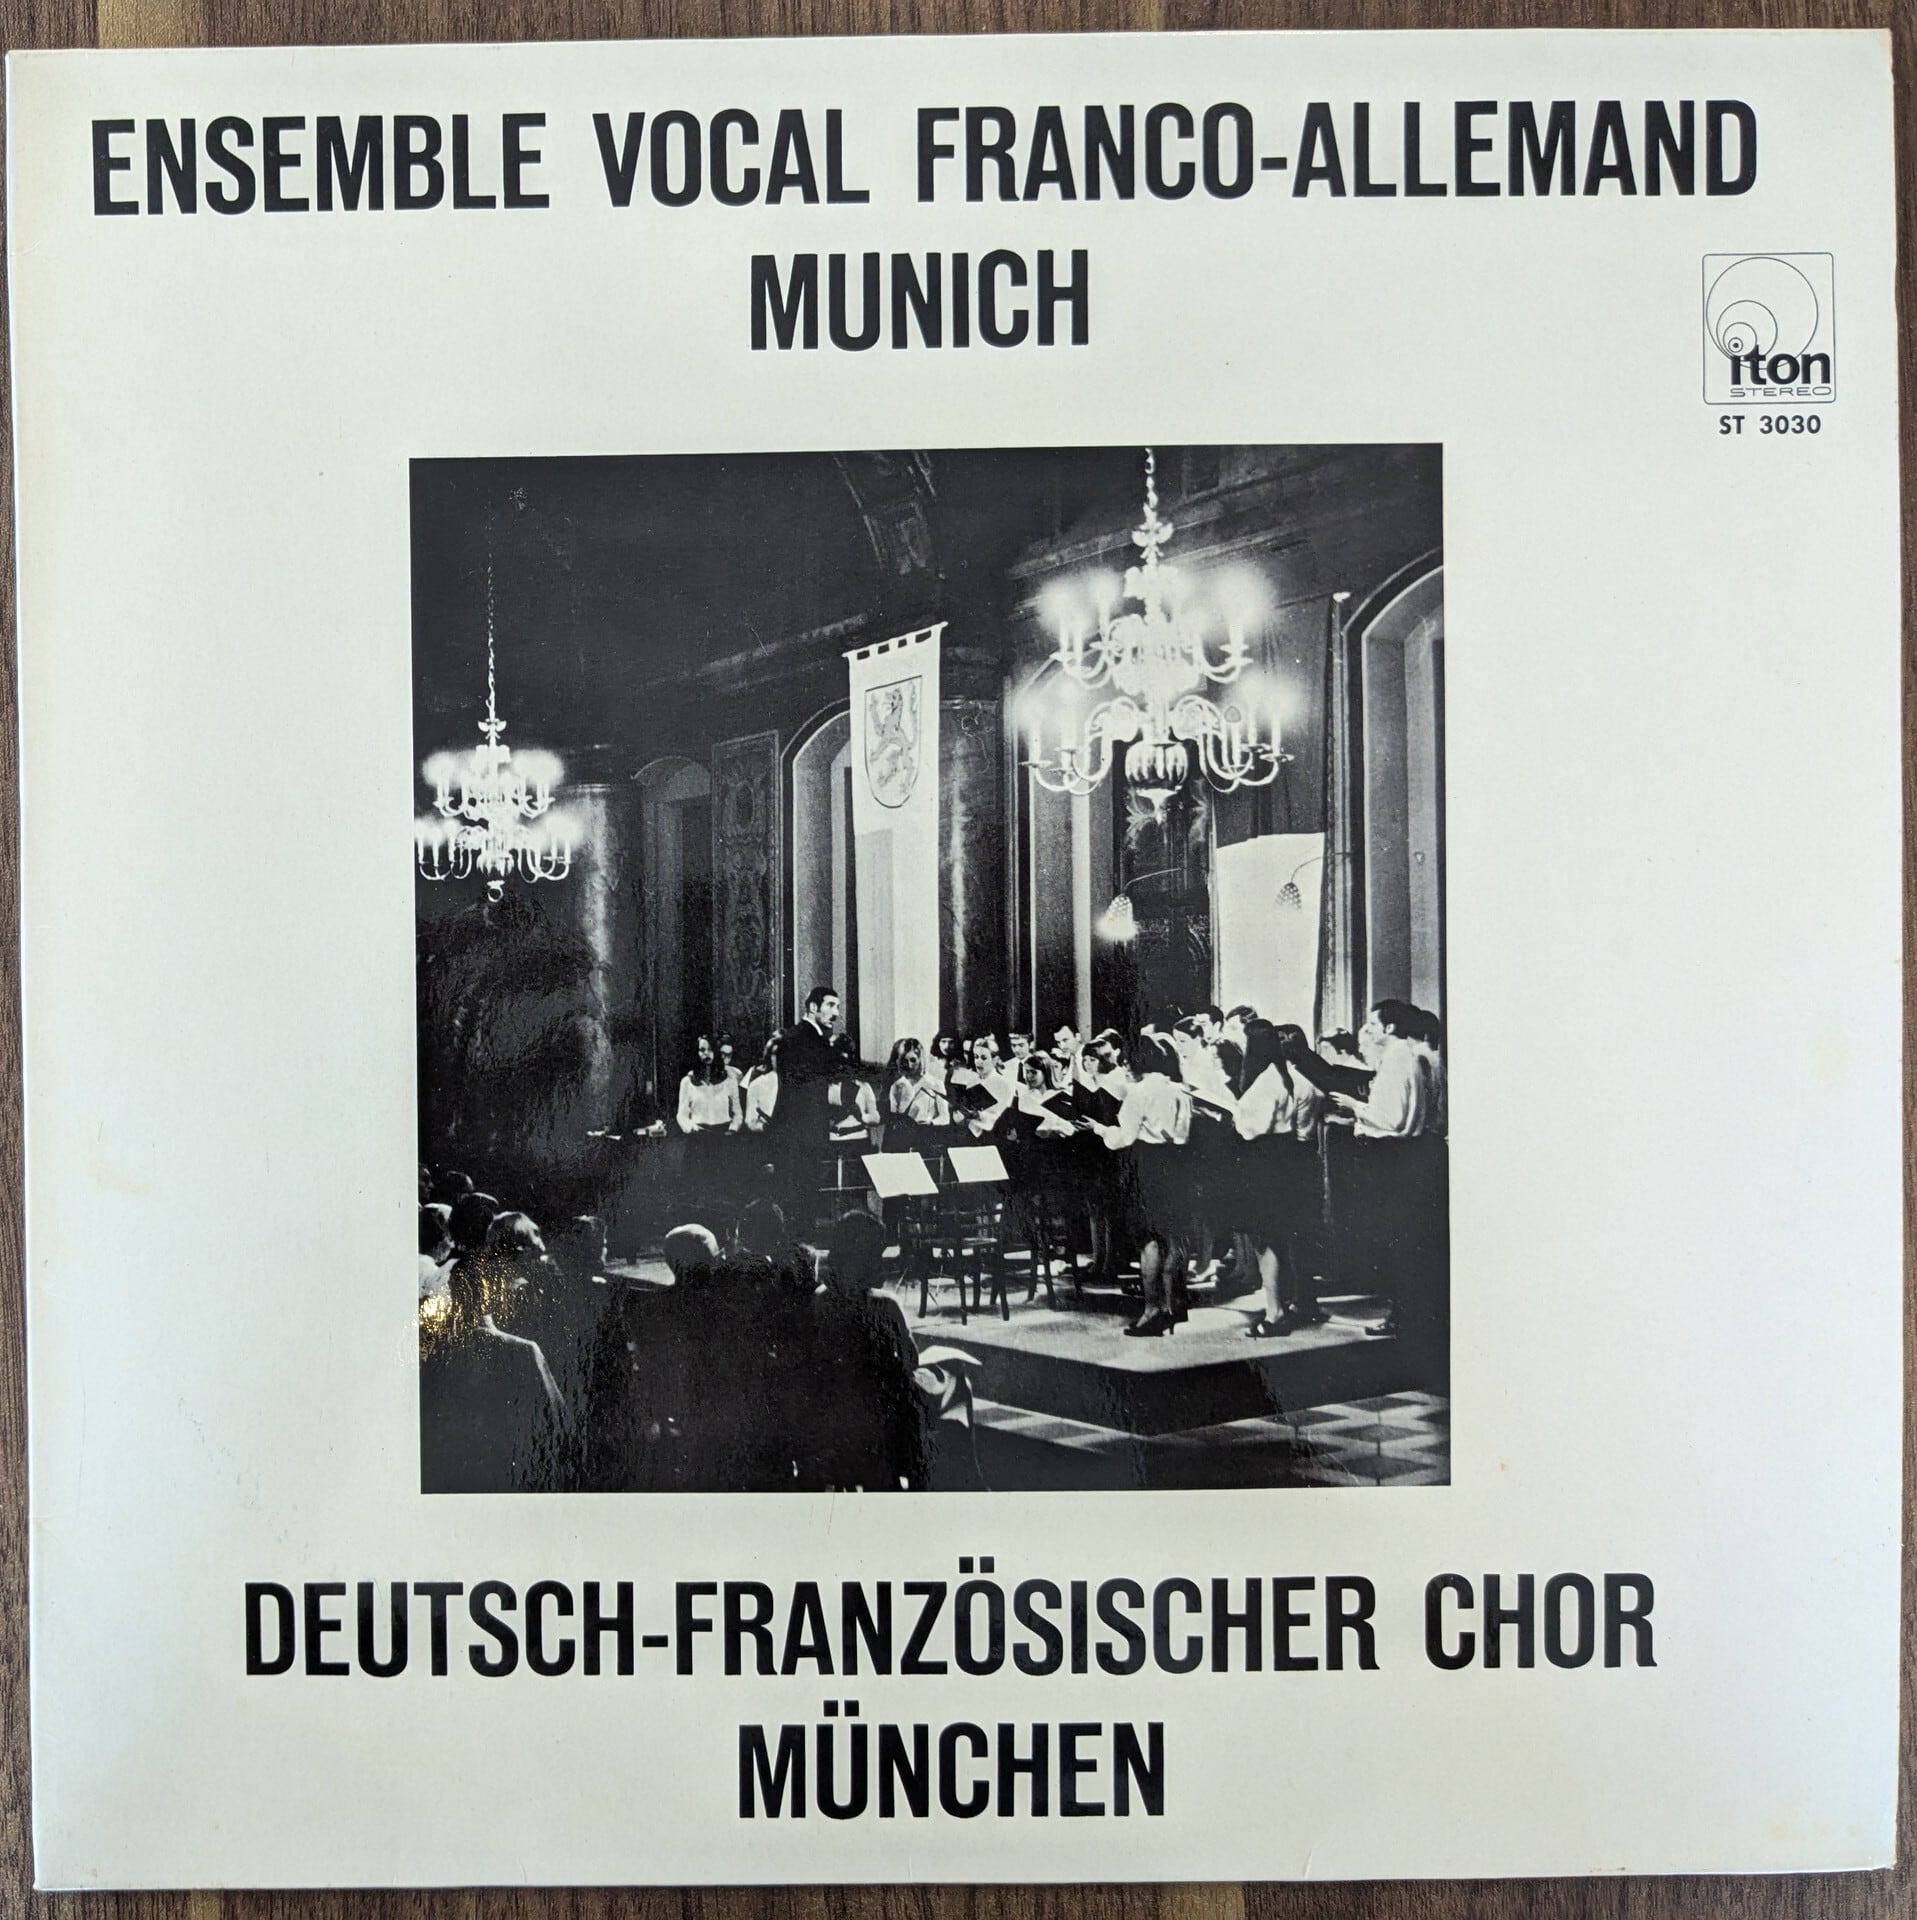 ENSEMBLE VOCAL FRANCO-ALLEMAND
MUNICH
iton
STEREO
ST 3030
DEUTSCH-FRANZÖSISCHER CHOR
MÜNCHEN